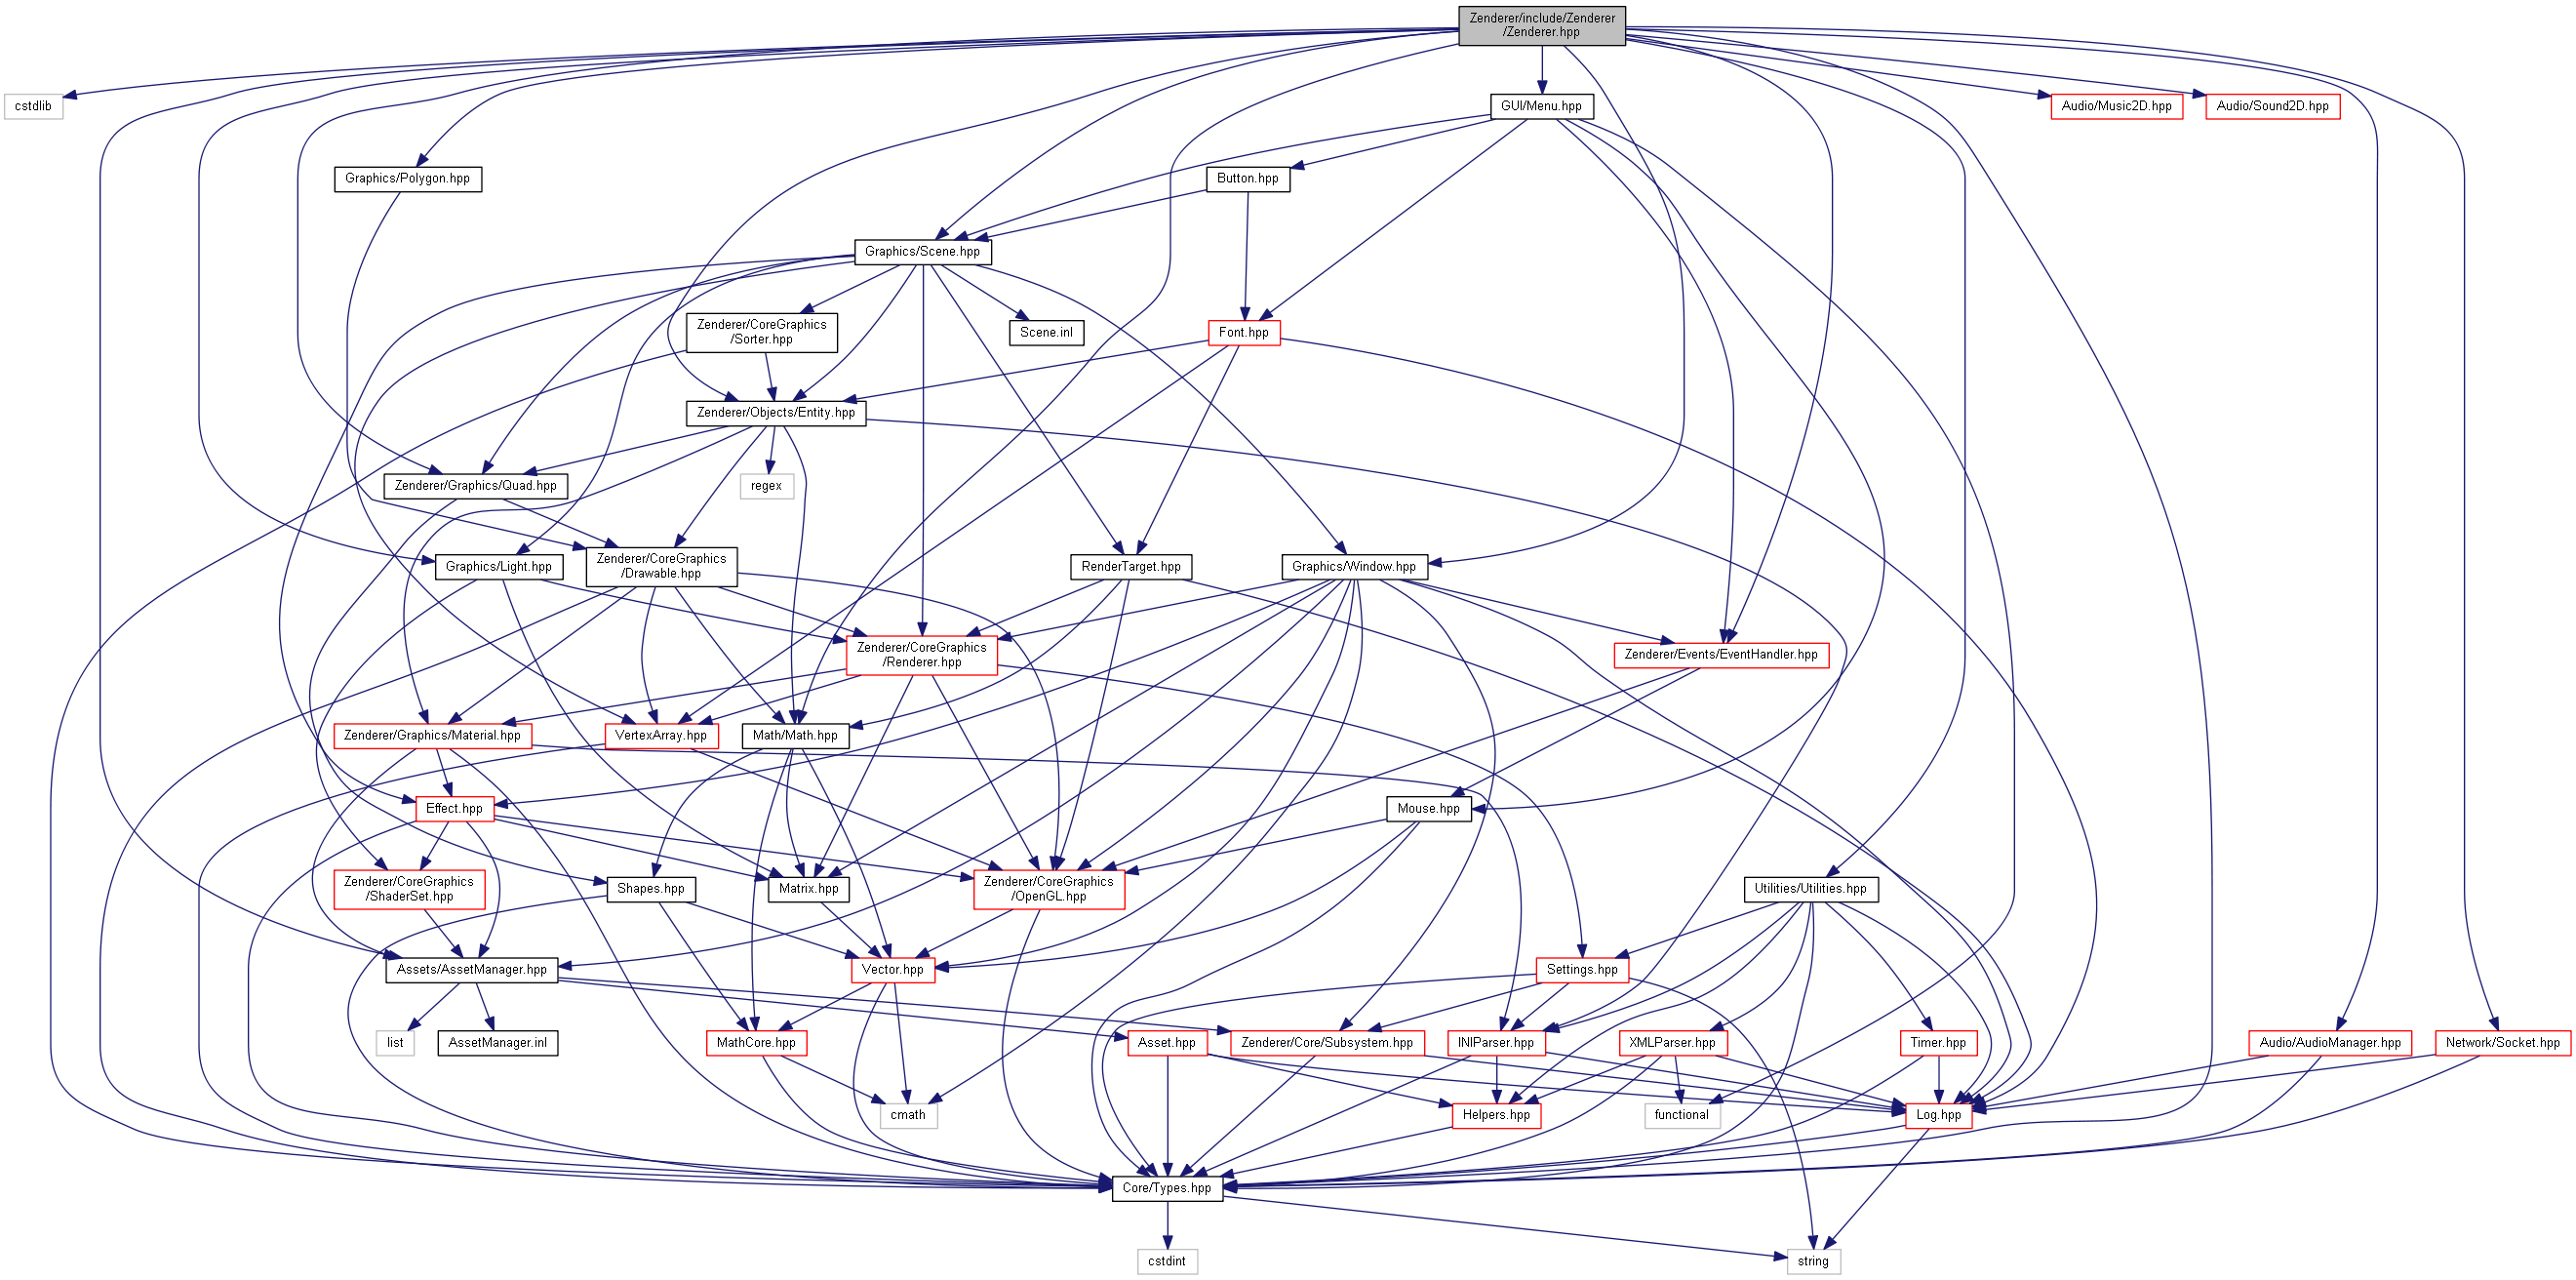 Zenderer/include/Zenderer
/Zenderer.hpp
cstdlib
GUI/Menu.hpp
Audio/Music2D.hpp
Audio/Sound2D.hpp
Graphics/Polygon.hpp
Button.hpp
Graphics/Scene.hpp
Zenderer/CoreGraphics
/Sorter.hpp
Scene.inl
Font.hpp
Zenderer/Objects/Entity.hpp
Zenderer/Graphics/Quad.hpp
regex
Graphics/Light.hpp
Zenderer/CoreGraphics
/Drawable.hpp
RenderTarget.hpp
Graphics/Window.hpp
Zenderer/CoreGraphics
/Renderer.hpp
Zenderer/Events/EventHandler.hpp
Zenderer/Graphics/Material.hpp
VertexArray.hpp
Math/Math.hpp
Effect.hpp
Mouse.hpp
Zenderer/CoreGraphics
/ShaderSet.hpp
Shapes.hpp
Matrix.hpp
Zenderer/CoreGraphics
/OpenGL.hpp
Utilities/Utilities.hpp
Assets/AssetManager.hpp
Vector.hpp
Settings.hpp
list
AssetManager.inl
MathCore.hpp
Asset.hpp
Zenderer/Core/Subsystem.hpp
INIParser.hpp
XMLParser.hpp
Timer.hpp
Audio/AudioManager.hpp
Network/Socket.hpp
cmath
Helpers.hpp
functional
Log.hpp
Core/Types.hpp
cstdint
string